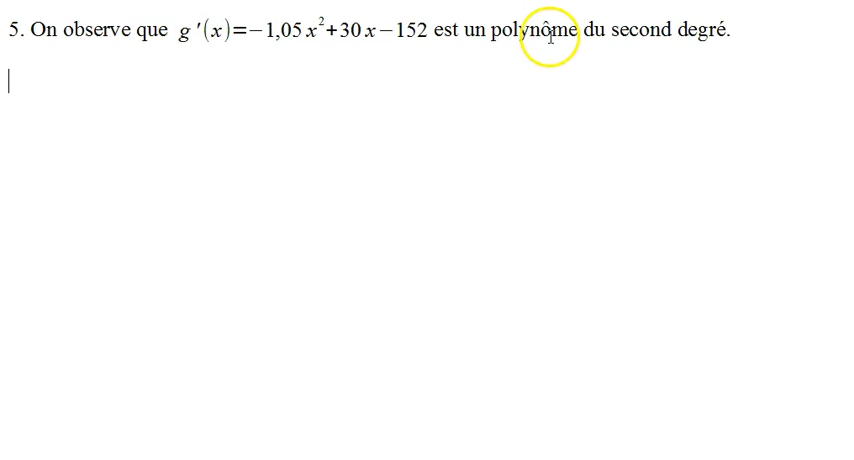 5. On observe que g'(x)=−1,05x²+30x−152 est un polynôme du second degré.